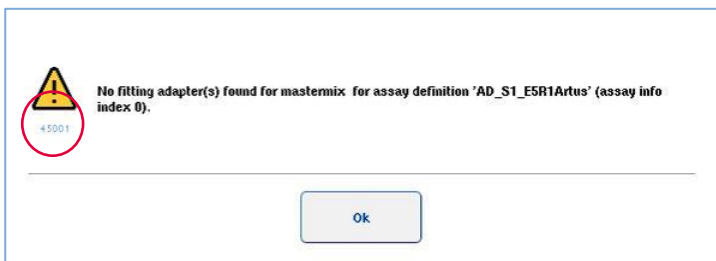 No fitting adapter(s) found for mastermix for assay definition 'AD_S1_E5R1Artus' (assay info
index 0).
45001
Ok